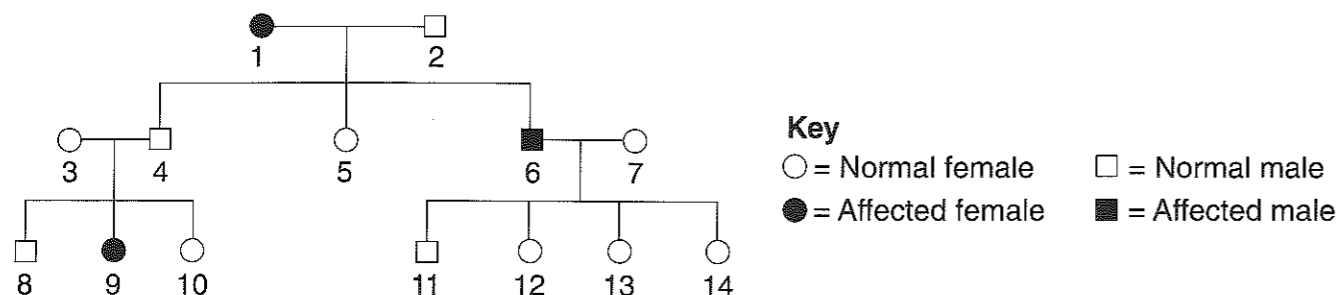 1 2
Key
3 4 5 6 7
= Normal female = Normal male
= Affected female = Affected male
8 9 10 11 12 13 14